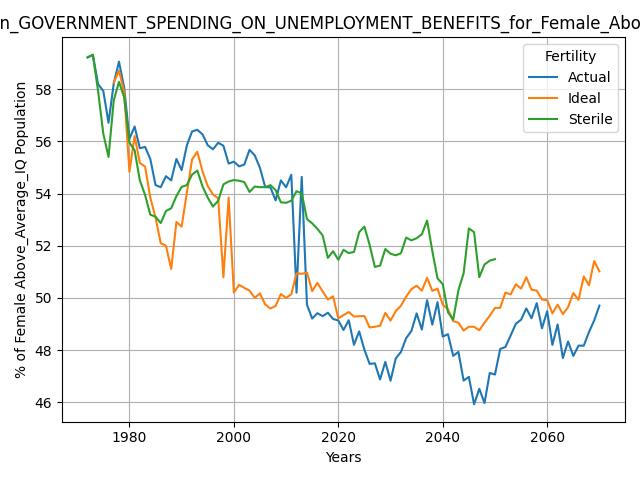 n_GOVERNMENT_SPENDING_ON_UNEMPLOYMENT_BENEFITS_for_Female_Abo
Fertility
Actual
Ideal
Sterile
% of Female Above_Average_IQ Population
58
56
54
52
50
48
46
1980
2000
2020
2040
2060
Years